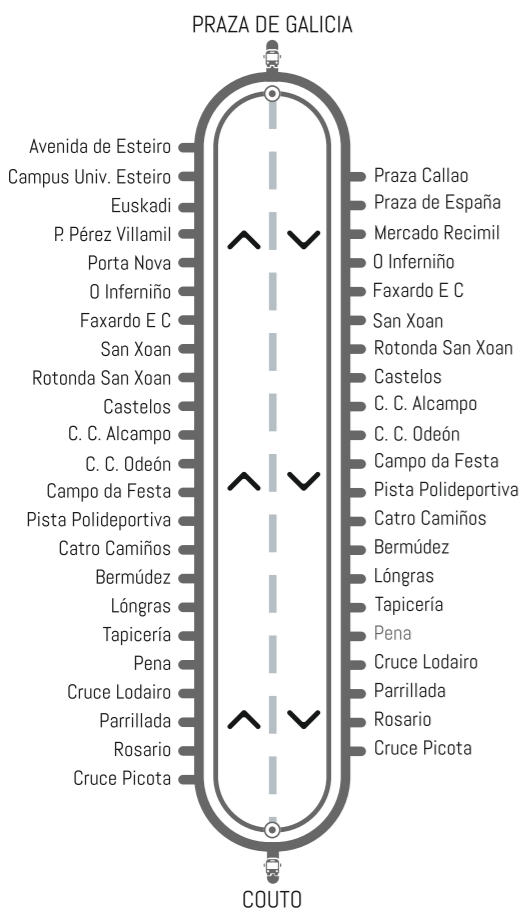 PRAZA DE GALICIA
Avenida de Esteiro
Campus Univ. Esteiro
Euskadi
P. Pérez Villamil
Porta Nova
O Inferniño
Faxardo E C
San Xoan
Rotonda San Xoan
Castelos
C. C. Alcampo
C. C. Odeón
Campo da Festa
Pista Polideportiva
Catro Camiños
Bermúdez
Lóngras
Tapicería
Pena
Cruce Lodairo
Parrillada
Rosario
Cruce Picota
Praza Callao
Praza de España
Mercado Recimil
O Inferniño
Faxardo E C
San Xoan
Rotonda San Xoan
Castelos
C. C. Alcampo
C. C. Odeón
Campo da Festa
Pista Polideportiva
Catro Camiños
Bermúdez
Lóngras
Tapicería
Pena
Cruce Lodairo
Parrillada
Rosario
Cruce Picota
COUTO